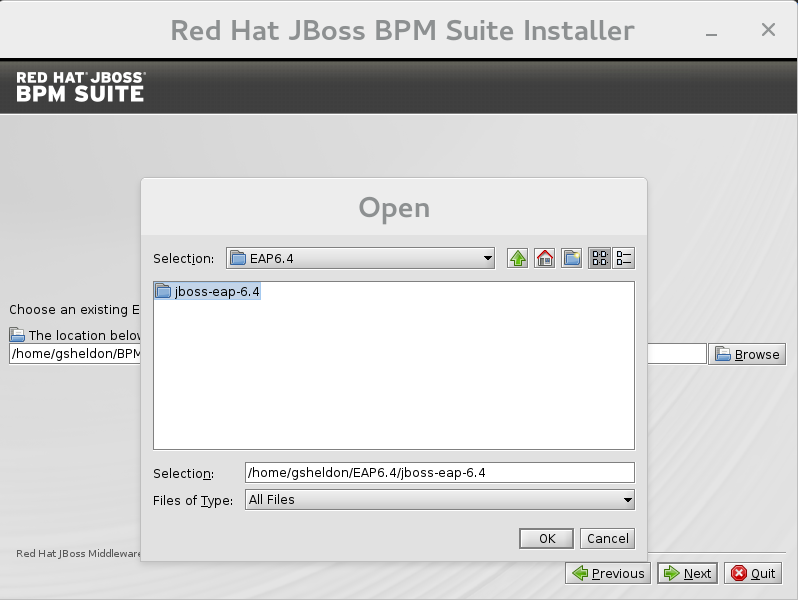 Red Hat JBoss BPM Suite Installer
RED HAT® JBOSS®
BPM SUITE
Open
Selection: EAP6.4
jboss-eap-6.4
Choose an existing E
The location below
/home/gsheldon/BPM
Browse
Selection: /home/gsheldon/EAP6.4/jboss-eap-6.4
Files of Type: All Files
OK Cancel
Red Hat JBoss Middleware
Previous Next Quit